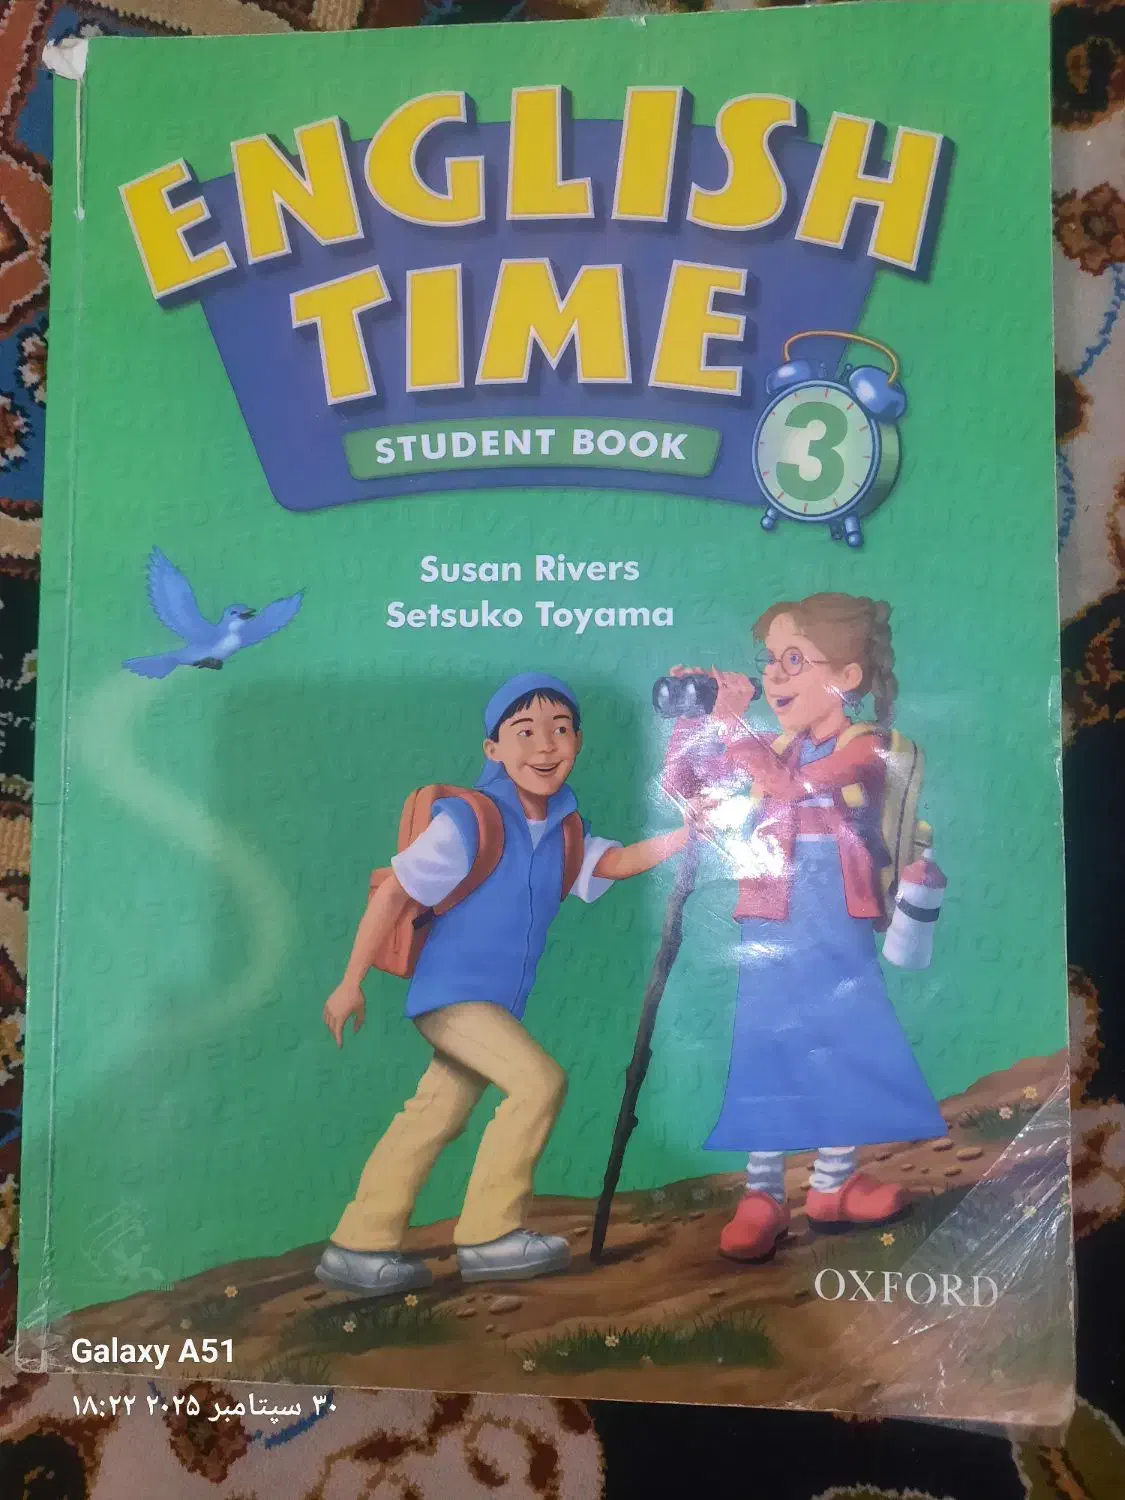 ENGLISH
TIME
3
STUDENT BOOK
Susan Rivers
Setsuko Toyama
OXFORD
Galaxy A51
۳۰ سپتامبر ۲۰۲۵ ۱۸:۲۲